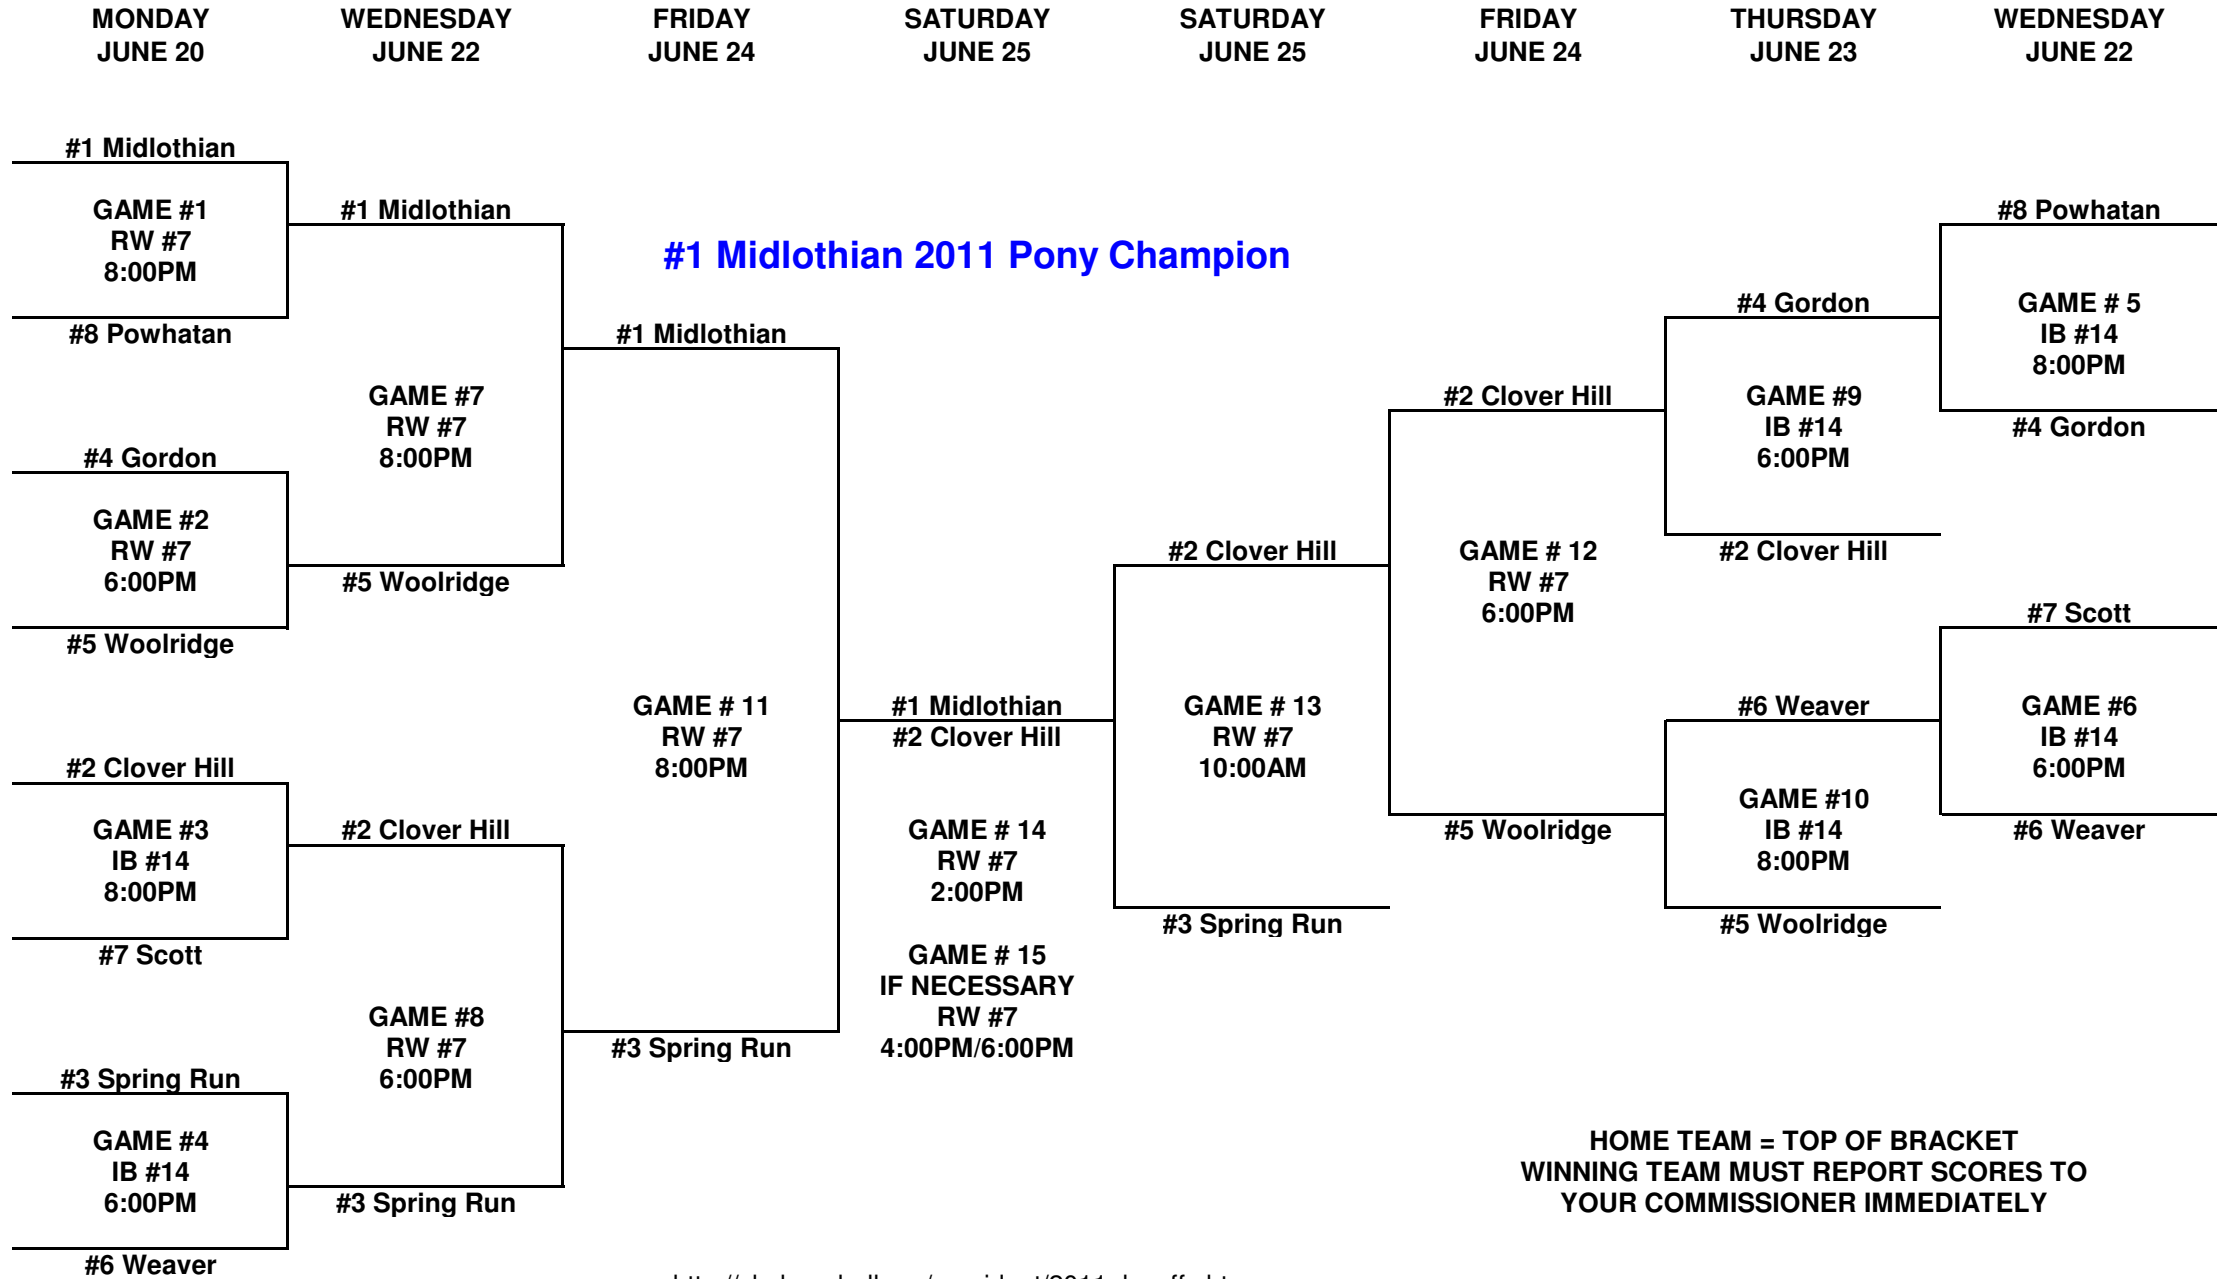 MONDAY
JUNE 20
WEDNESDAY
JUNE 22
FRIDAY
JUNE 24
SATURDAY
JUNE 25
SATURDAY
JUNE 25
FRIDAY
JUNE 24
THURSDAY
JUNE 23
WEDNESDAY
JUNE 22
#1 Midlothian 2011 Pony Champion
#1 Midlothian
GAME #1
RW #7
8:00PM
#8 Powhatan
#4 Gordon
GAME #2
RW #7
6:00PM
#5 Woolridge
#2 Clover Hill
GAME #3
IB #14
8:00PM
#7 Scott
#3 Spring Run
GAME #4
IB #14
6:00PM
#6 Weaver
#1 Midlothian
GAME #7
RW #7
8:00PM
#5 Woolridge
#2 Clover Hill
GAME #8
RW #7
6:00PM
#3 Spring Run
#1 Midlothian
GAME # 11
RW #7
8:00PM
#3 Spring Run
#1 Midlothian
#2 Clover Hill
GAME # 14
RW #7
2:00PM
GAME # 15
IF NECESSARY
RW #7
4:00PM/6:00PM
#2 Clover Hill
GAME # 13
RW #7
10:00AM
#3 Spring Run
#2 Clover Hill
GAME # 12
RW #7
6:00PM
#5 Woolridge
#4 Gordon
GAME #9
IB #14
6:00PM
#2 Clover Hill
#6 Weaver
GAME #10
IB #14
8:00PM
#5 Woolridge
#8 Powhatan
GAME # 5
IB #14
8:00PM
#4 Gordon
#7 Scott
GAME #6
IB #14
6:00PM
#6 Weaver
HOME TEAM = TOP OF BRACKET
WINNING TEAM MUST REPORT SCORES TO
YOUR COMMISSIONER IMMEDIATELY